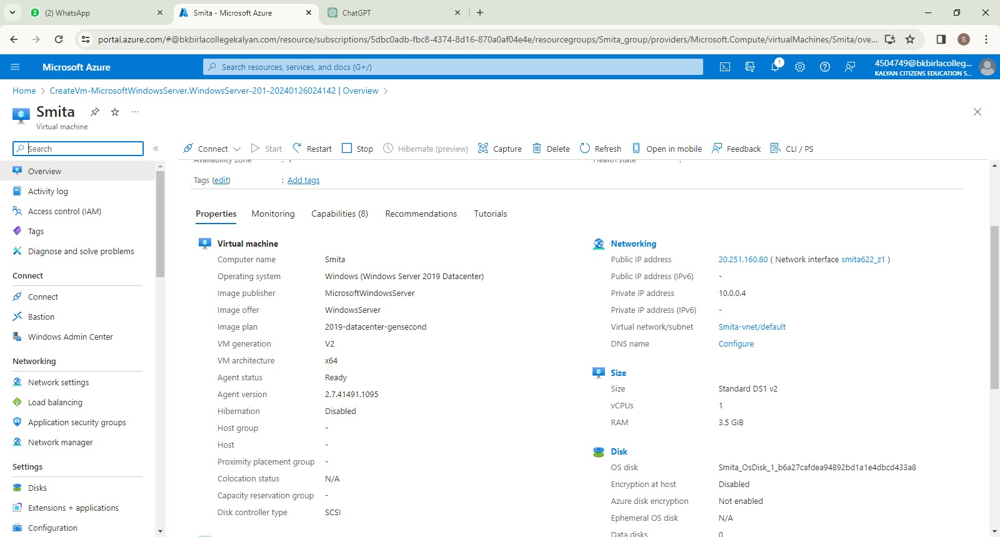 (2) WhatsApp
Smita - Microsoft Azure
ChatGPT
portal.azure.com/#@bkbirlacollegekalyan.com/resource/subscriptions/5dbc0adb-fbc8-4374-8d16-870a0af04e4e/resourcegroups/Smita_group/providers/Microsoft.Compute/virtualMachines/Smita/ove...
S
Microsoft Azure
Search resources, services, and docs (G+/)
1
4504749@bkbirlacolleg...
KALYAN CITIZENS EDUCATION S...
Home > CreateVm-MicrosoftWindowsServer.WindowsServer-201-20240126024142 | Overview >
Smita
Virtual machine
Search
Connect
Start
Restart
Stop
Hibernate (preview)
Capture
Delete
Refresh
Open in mobile
Feedback
CLI / PS
Overview
Activity log
Access control (IAM)
Tags
Diagnose and solve problems
Connect
Connect
Bastion
Windows Admin Center
Networking
Network settings
Load balancing
Application security groups
Network manager
Settings
Disks
Extensions + applications
Configuration
Availability zone : 1
Health state :
Tags (edit) : Add tags
Properties
Monitoring
Capabilities (8)
Recommendations
Tutorials
Virtual machine
Computer name Smita
Operating system Windows (Windows Server 2019 Datacenter)
Image publisher MicrosoftWindowsServer
Image offer WindowsServer
Image plan 2019-datacenter-gensecond
VM generation V2
VM architecture x64
Agent status Ready
Agent version 2.7.41491.1095
Hibernation Disabled
Host group -
Host -
Proximity placement group -
Colocation status N/A
Capacity reservation group -
Disk controller type SCSI
Networking
Public IP address 20.251.160.80 ( Network interface smita622_z1 )
Public IP address (IPv6) -
Private IP address 10.0.0.4
Private IP address (IPv6) -
Virtual network/subnet Smita-vnet/default
DNS name Configure
Size
Size Standard DS1 v2
vCPUs 1
RAM 3.5 GiB
Disk
OS disk Smita_OsDisk_1_b6a27cafdea94892bd1a1e4dbcd433a8
Encryption at host Disabled
Azure disk encryption Not enabled
Ephemeral OS disk N/A
Data disks 0